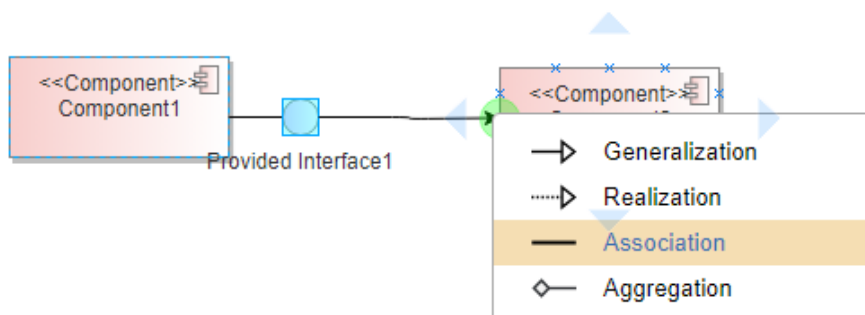 <<Component>>
Component1
Provided Interface1
<<Component>>
Generalization
Realization
Association
Aggregation